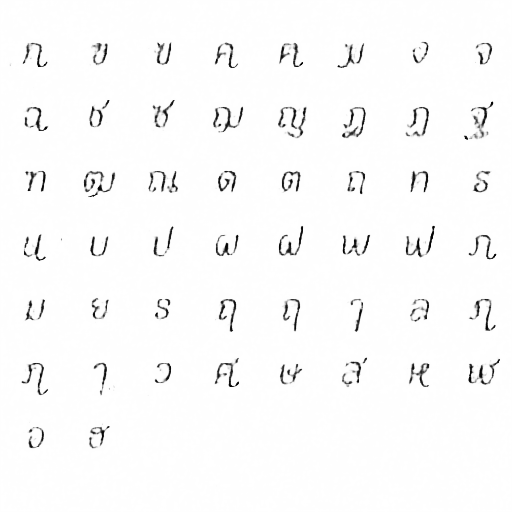 ก ข ฃ ค ฅ ฆ ง จ
ฉ ช ซ ฌ ญ ฎ ฏ ฐ
ฑ ฒ ณ ด ต ถ ท ธ
น บ ป ผ ฝ พ ฟ ภ
ม ย ร ฤ ฤ ๅ ล ฦ
ฦ ๅ ว ศ ษ ส ห ฬ
อ ฮ